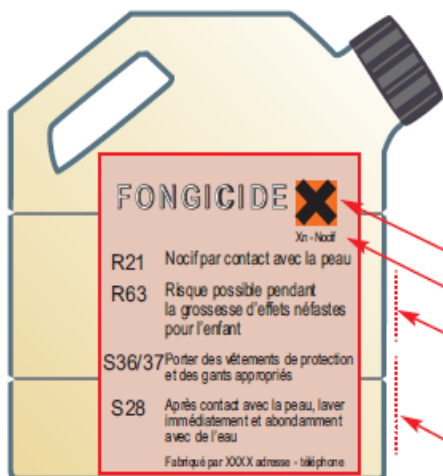 FONGICIDE
Xn - Nocif
R21 Nocif par contact avec la peau
R63 Risque possible pendant
la grossesse d'effets néfastes
pour l'enfant
S36/37 Porter des vêtements de protection
et des gants appropriés
S28 Après contact avec la peau, laver
immédiatement et abondamment
avec de l'eau
Fabriqué par XXXX adresse - téléphone